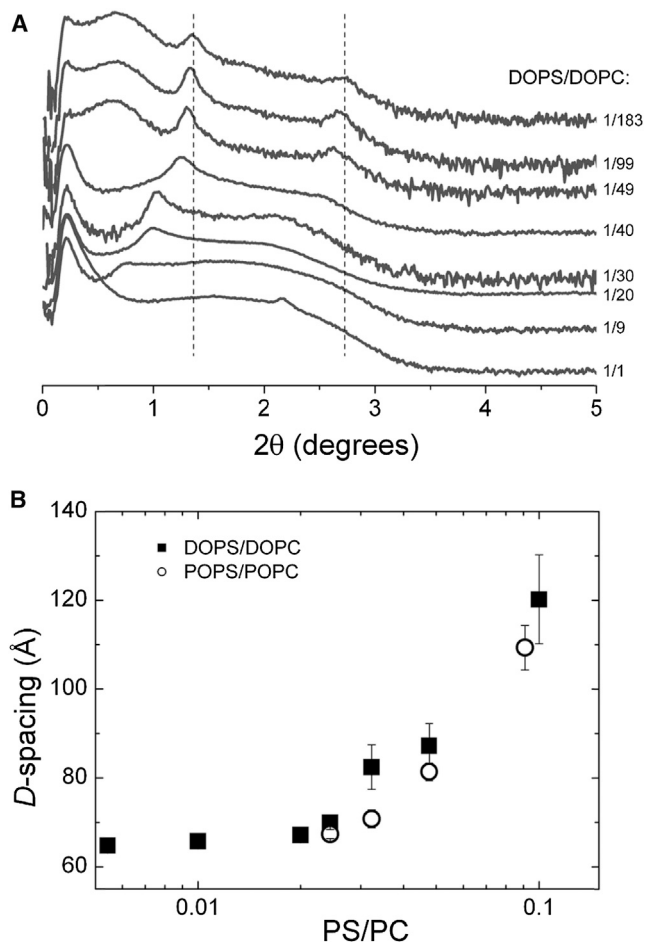 A
DOPS/DOPC:
1/183
1/99
1/49
1/40
1/30
1/20
1/9
1/1
0 1 2 3 4 5
2θ (degrees)
B
140
120
100
80
60
D-spacing (Å)
DOPS/DOPC
POPS/POPC
0.01 0.1
PS/PC